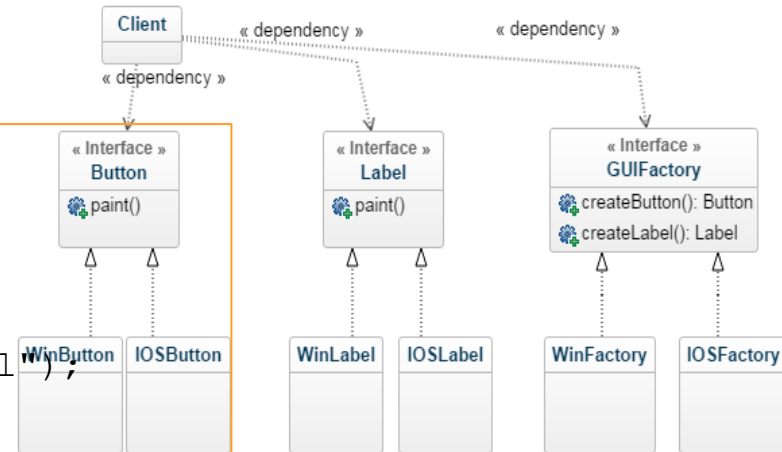 Client
« dependency »
« dependency »
« dependency »
« Interface »
Button
paint()
« Interface »
Label
paint()
« Interface »
GUIFactory
createButton(): Button
createLabel(): Label
l");
WinButton
IOSButton
WinLabel
IOSLabel
WinFactory
IOSFactory